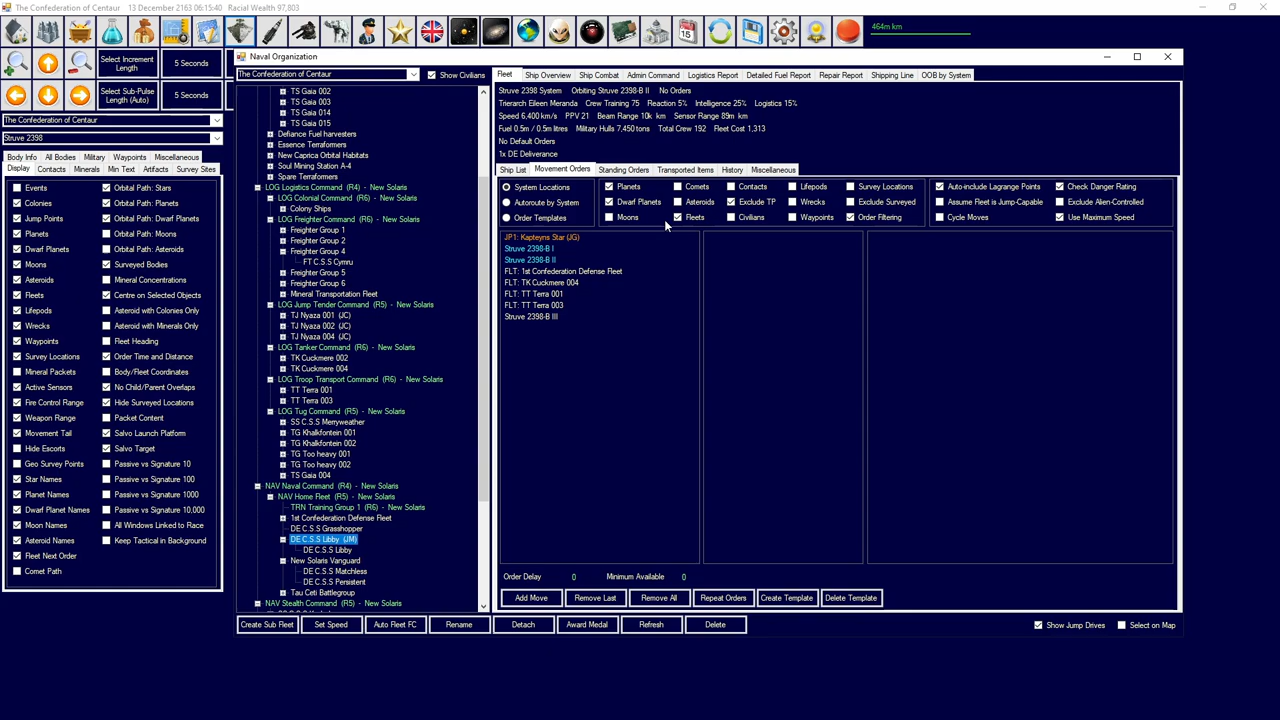 The Confederation of Centaur    13 December 2163 06:15:40    Racial Wealth 97,803
464m km
Select Increment Length
5 Seconds
Select Sub-Pulse Length (Auto)
5 Seconds
The Confederation of Centaur
Struve 2398
Body Info  All Bodies  Military  Waypoints  Miscellaneous
Display  Contacts  Minerals  Min Text  Artifacts  Survey Sites
Events  Orbital Path: Stars
Colonies  Orbital Path: Planets
Jump Points  Orbital Path: Dwarf Planets
Planets  Orbital Path: Moons
Dwarf Planets  Orbital Path: Asteroids
Moons  Surveyed Bodies
Asteroids  Mineral Concentrations
Fleets  Centre on Selected Objects
Lifepods  Asteroid with Colonies Only
Wrecks  Asteroid with Minerals Only
Waypoints  Fleet Heading
Survey Locations  Order Time and Distance
Mineral Packets  Body/Fleet Coordinates
Active Sensors  No Child/Parent Overlaps
Fire Control Range  Hide Surveyed Locations
Weapon Range  Packet Content
Movement Tail  Salvo Launch Platform
Hide Escorts  Salvo Target
Geo Survey Points  Passive vs Signature 10
Star Names  Passive vs Signature 100
Planet Names  Passive vs Signature 1000
Dwarf Planet Names  Passive vs Signature 10,000
Moon Names  All Windows Linked to Race
Asteroid Names  Keep Tactical in Background
Fleet Next Order
Comet Path
Naval Organization
The Confederation of Centaur  Show Civilians
TS Gaia 002
TS Gaia 003
TS Gaia 014
TS Gaia 015
Defiance Fuel harvesters
Essence Terraformers
New Caprica Orbital Habitats
Soul Mining Station A-4
Spare Terraformers
LOG Logistics Command (R4) - New Solaris
LOG Colonial Command (R6) - New Solaris
Colony Ships
LOG Freighter Command (R6) - New Solaris
Freighter Group 1
Freighter Group 2
Freighter Group 4
FT C.S.S Cymru
Freighter Group 5
Freighter Group 6
Mineral Transportation Fleet
LOG Jump Tender Command (R5) - New Solaris
TJ Nyaza 001 (JC)
TJ Nyaza 002 (JC)
TJ Nyaza 004 (JC)
LOG Tanker Command (R6) - New Solaris
TK Cuckmere 002
TK Cuckmere 004
LOG Troop Transport Command (R6) - New Solaris
TT Terra 001
TT Terra 003
LOG Tug Command (R5) - New Solaris
SS C.S.S Merryweather
TG Khalkfontein 001
TG Khalkfontein 002
TG Too heavy 001
TG Too heavy 002
TS Gaia 004
NAV Naval Command (R4) - New Solaris
NAV Home Fleet (R5) - New Solaris
TRN Training Group 1 (R6) - New Solaris
1st Confederation Defense Fleet
DE C.S.S Grasshopper
DE C.S.S Libby (JM)
DE C.S.S Libby
New Solaris Vanguard
DE C.S.S Matchless
DE C.S.S Persistent
Tau Ceti Battlegroup
NAV Stealth Command (R5) - New Solaris
Fleet  Ship Overview  Ship Combat  Admin Command  Logistics Report  Detailed Fuel Report  Repair Report  Shipping Line  OOB by System
Struve 2398 System  Orbiting Struve 2398-B II  No Orders
Trierarch Eileen Meranda  Crew Training 75  Reaction 5%  Intelligence 25%  Logistics 15%
Speed 6,400 km/s  PPV 21  Beam Range 10k km  Sensor Range 89m km
Fuel 0.5m / 0.5m litres  Military Hulls 7,450 tons  Total Crew 192  Fleet Cost 1,313
No Default Orders
1x DE Deliverance
Ship List  Movement Orders  Standing Orders  Transported Items  History  Miscellaneous
System Locations  Planets  Comets  Contacts  Lifepods  Survey Locations  Auto-include Lagrange Points  Check Danger Rating
Autoroute by System  Dwarf Planets  Asteroids  Exclude TP  Wrecks  Exclude Surveyed  Assume Fleet is Jump-Capable  Exclude Alien-Controlled
Order Templates  Moons  Fleets  Civilians  Waypoints  Order Filtering  Cycle Moves  Use Maximum Speed
JP1: Kapteyns Star (JG)
Struve 2398-B I
Struve 2398-B II
FLT: 1st Confederation Defense Fleet
FLT: TK Cuckmere 004
FLT: TT Terra 001
FLT: TT Terra 003
Struve 2398-B III
Order Delay  0  Minimum Available  0
Add Move  Remove Last  Remove All  Repeat Orders  Create Template  Delete Template
Create Sub Fleet  Set Speed  Auto Fleet FC  Rename  Detach  Award Medal  Refresh  Delete  Show Jump Drives  Select on Map